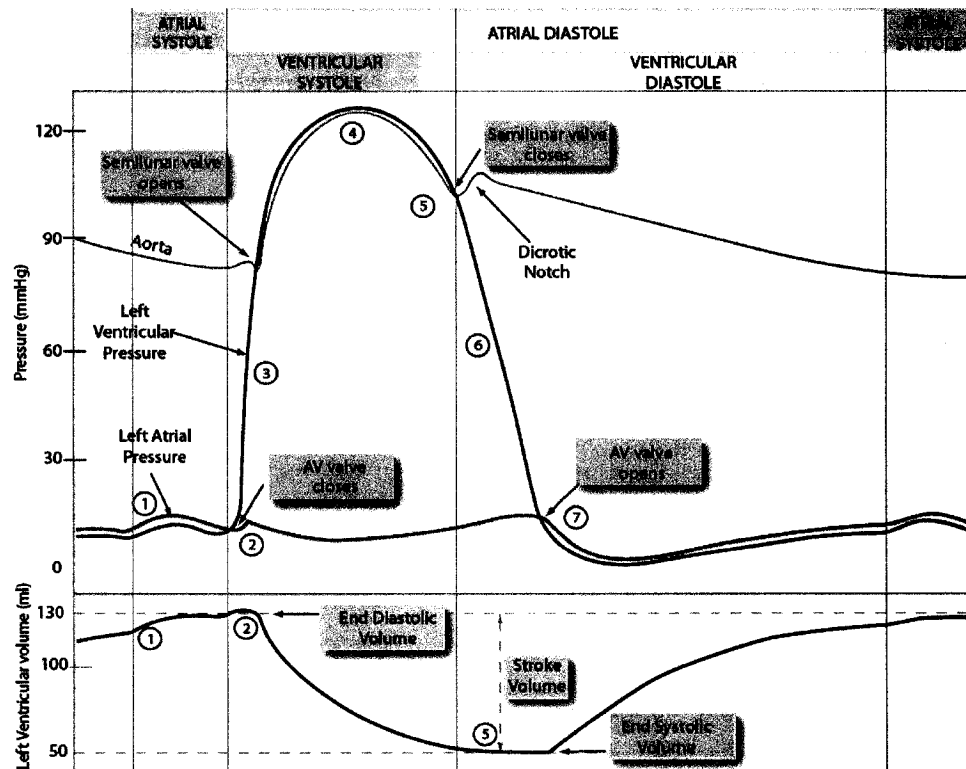 ATRIAL
SYSTOLE
ATRIAL DIASTOLE
ATRIAL
SYSTOLE
VENTRICULAR
SYSTOLE
VENTRICULAR
DIASTOLE
Pressure (mmHg)
120
90
60
30
0
Semilunar valve
opens
Aorta
Left
Ventricular
Pressure
Left Atrial
Pressure
1
2
3
4
5
6
7
AV valve
closes
Semilunar valve
closes
Dicrotic
Notch
AV valve
opens
Left Ventricular volume (ml)
130
100
50
1
2
5
End Diastolic
Volume
Stroke
Volume
End Systolic
Volume